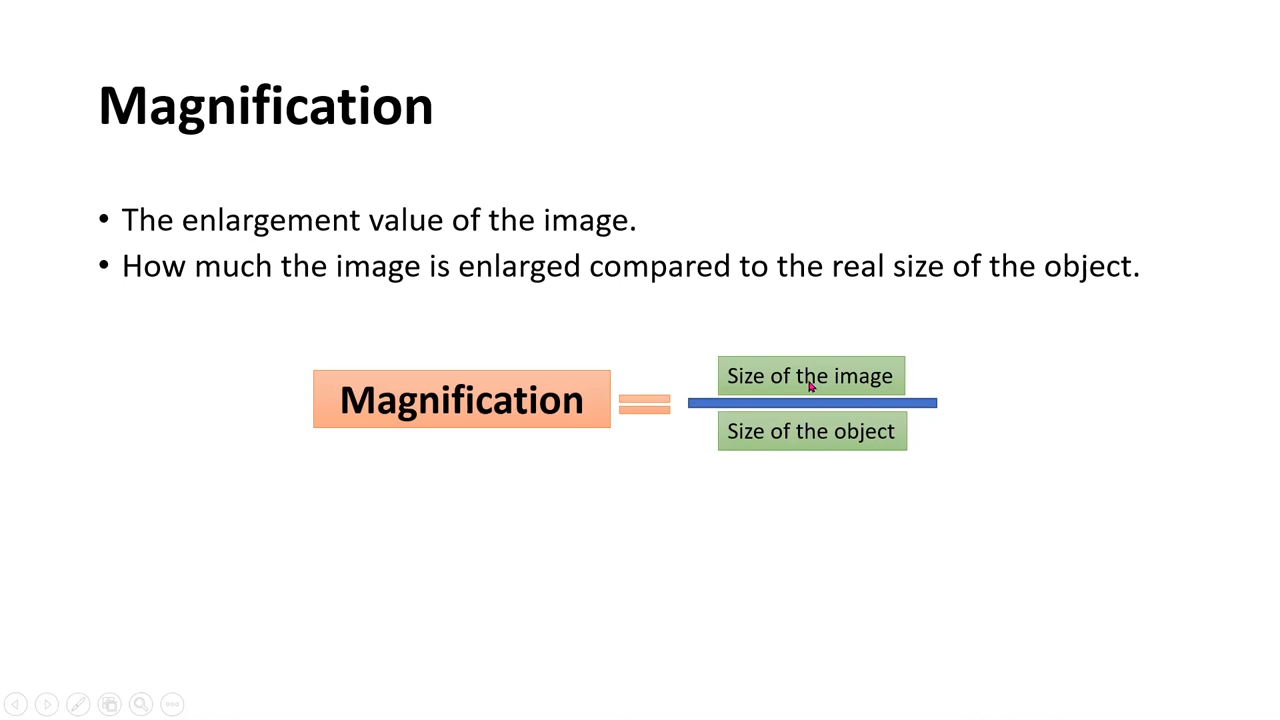 Magnification
• The enlargement value of the image.
• How much the image is enlarged compared to the real size of the object.
Size of the image
Magnification =
Size of the object